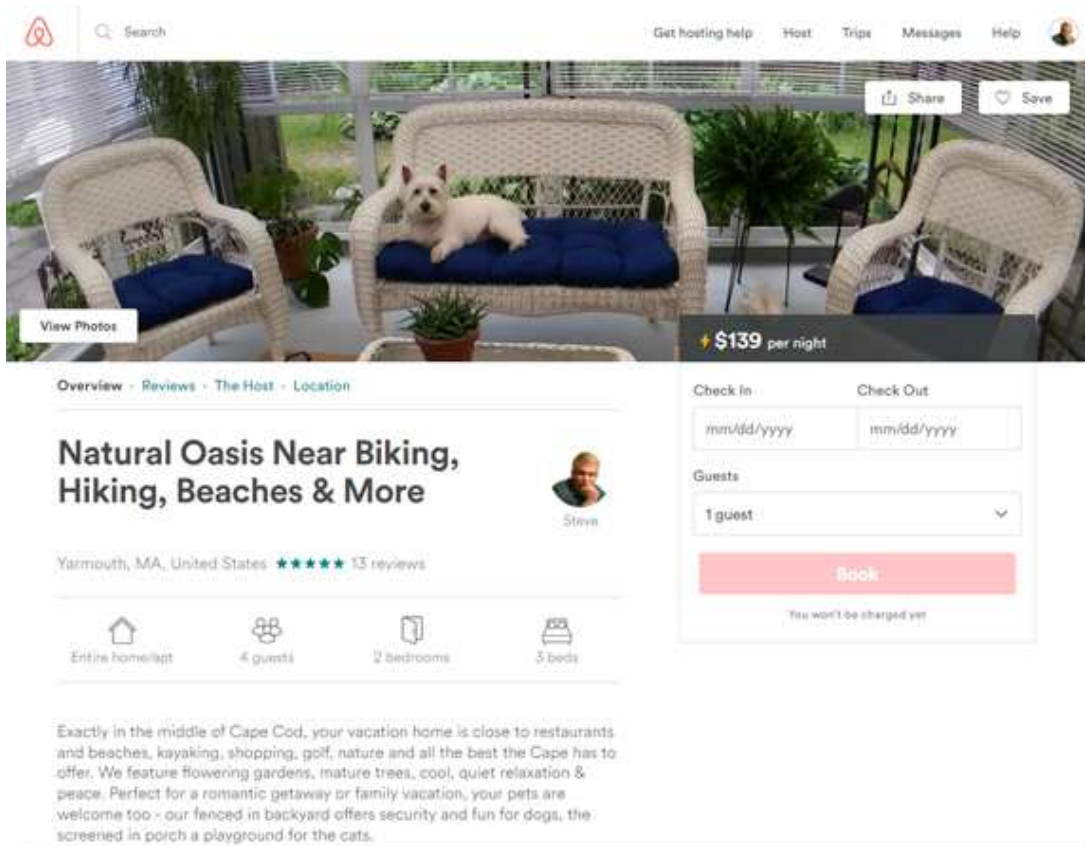 Search
Get hosting help Host Trips Messages Help
Share Save
View Photos
$139 per night
Overview · Reviews · The Host · Location
Check In Check Out
mm/dd/yyyy mm/dd/yyyy
Natural Oasis Near Biking,
Hiking, Beaches & More
Steve
Guests
1 guest
Yarmouth, MA, United States ★★★★★ 13 reviews
Book
You won't be charged yet
Entire home/apt 4 guests 2 bedrooms 3 beds
Exactly in the middle of Cape Cod, your vacation home is close to restaurants
and beaches, kayaking, shopping, golf, nature and all the best the Cape has to
offer. We feature flowering gardens, mature trees, cool, quiet relaxation &
peace. Perfect for a romantic getaway or family vacation, your pets are
welcome too - our fenced in backyard offers security and fun for dogs, the
screened in porch a playground for the cats.